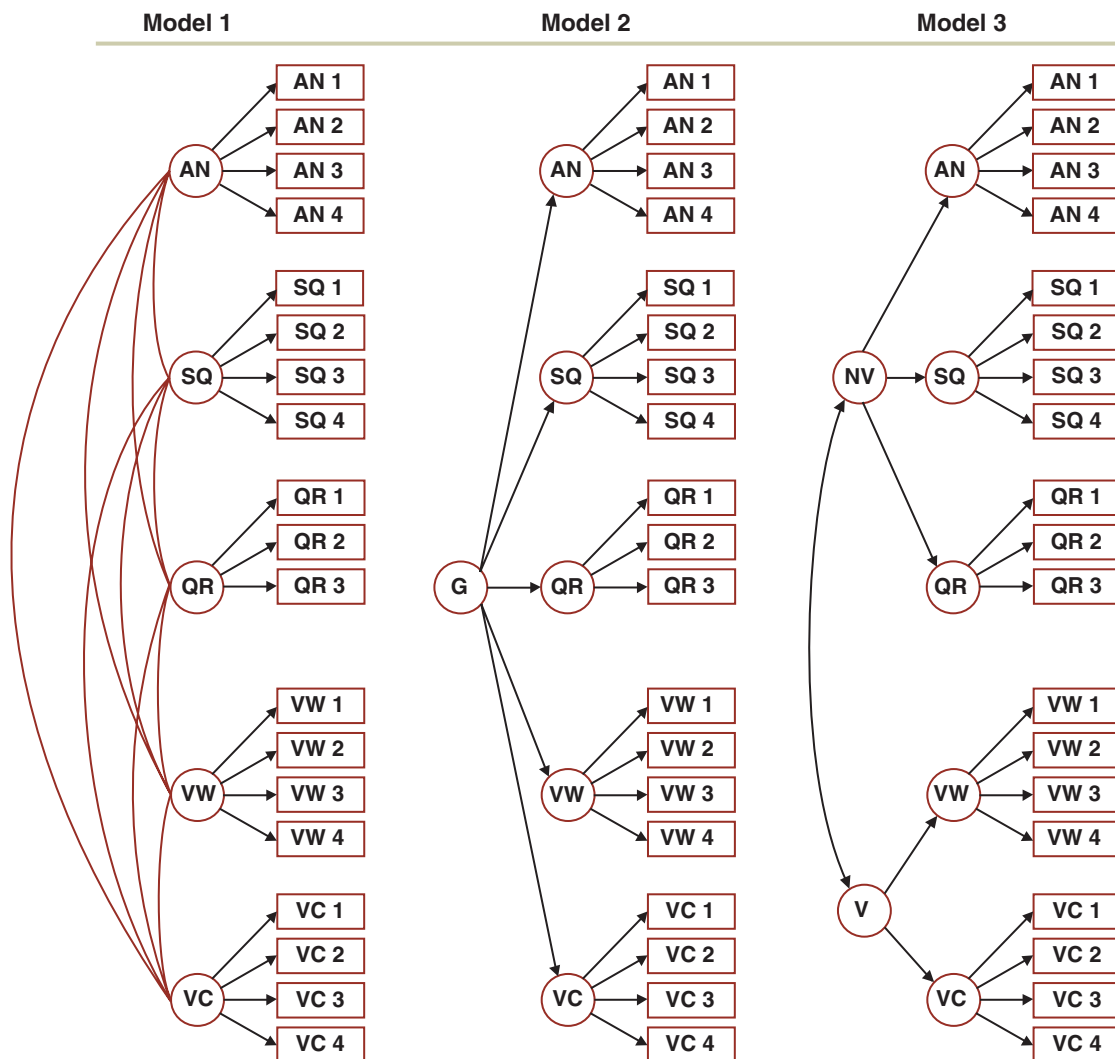 Model 1 Model 2 Model 3
AN 1 AN 1 AN 1
AN 2 AN 2 AN 2
AN AN 3 AN AN 3 AN AN 3
AN 4 AN 4 AN 4
SQ 1 SQ 1 SQ 1
SQ 2 SQ 2 SQ 2
SQ SQ 3 SQ SQ 3 NV SQ SQ 3
SQ 4 SQ 4 SQ 4
QR 1 QR 1 QR 1
QR 2 QR 2 QR 2
QR QR 3 G QR QR 3 QR QR 3
VW 1 VW 1 VW 1
VW 2 VW 2 VW 2
VW VW 3 VW VW 3 VW VW 3
VW 4 VW 4 VW 4
V
VC 1 VC 1 VC 1
VC 2 VC 2 VC 2
VC VC 3 VC VC 3 VC VC 3
VC 4 VC 4 VC 4